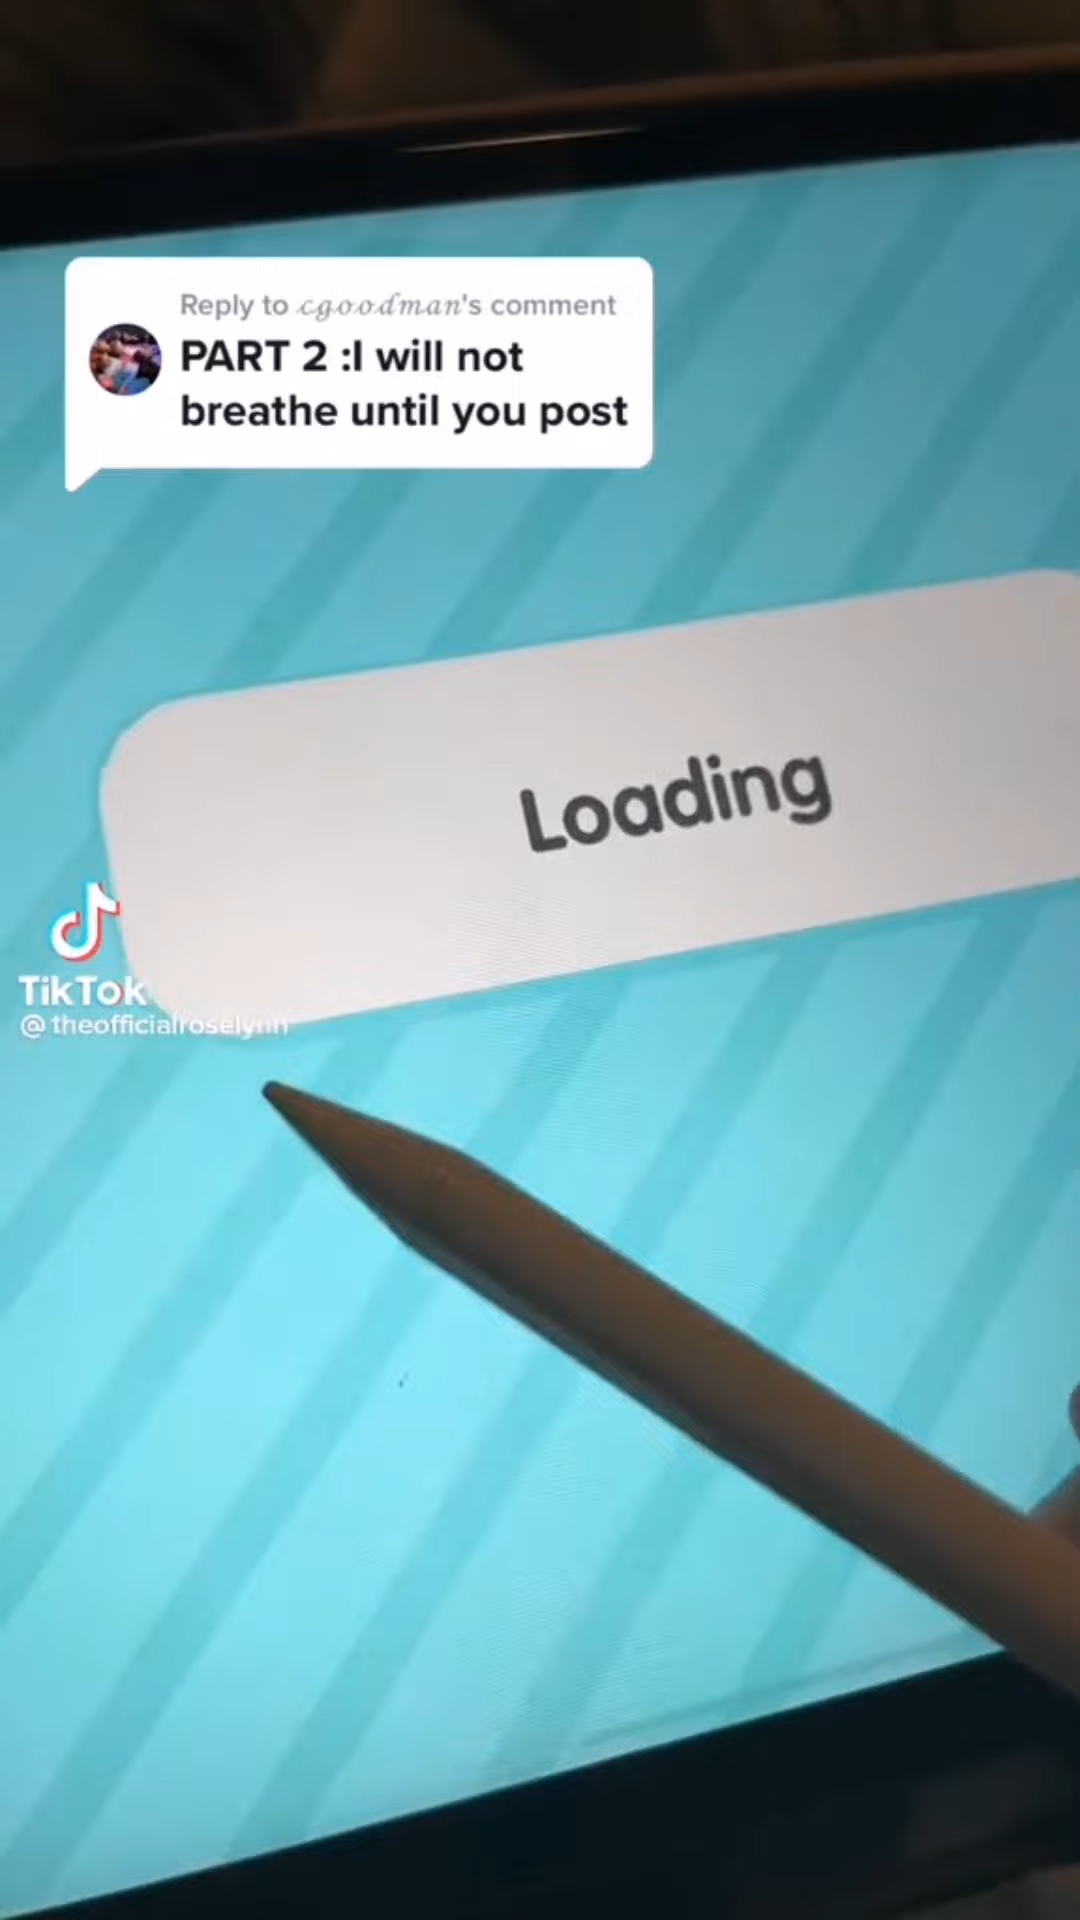 Reply to cgoodman's comment
PART 2 :I will not
breathe until you post
Loading
TikTok
@theofficialroselynn